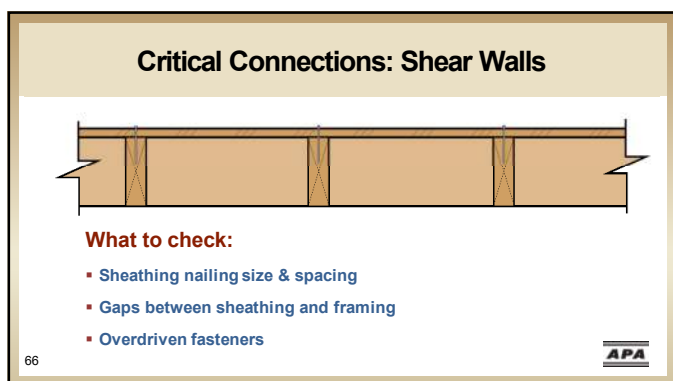 Critical Connections: Shear Walls
What to check:
▪ Sheathing nailing size & spacing
▪ Gaps between sheathing and framing
▪ Overdriven fasteners
66
APA